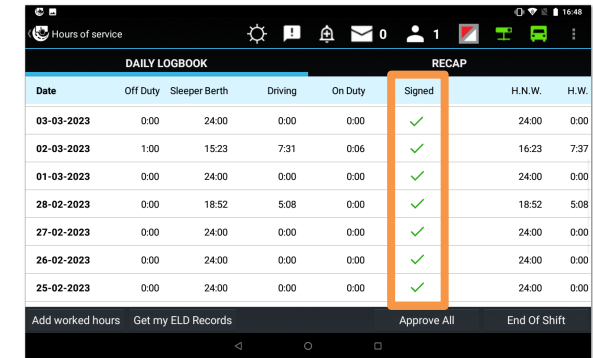 16:48
Hours of service 0 1
DAILY LOGBOOK RECAP
Date Off Duty Sleeper Berth Driving On Duty Signed H.N.W. H.W.
03-03-2023 0:00 24:00 0:00 0:00 24:00 0:00
02-03-2023 1:00 15:23 7:31 0:06 16:23 7:37
01-03-2023 0:00 24:00 0:00 0:00 24:00 0:00
28-02-2023 0:00 18:52 5:08 0:00 18:52 5:08
27-02-2023 0:00 24:00 0:00 0:00 24:00 0:00
26-02-2023 0:00 24:00 0:00 0:00 24:00 0:00
25-02-2023 0:00 24:00 0:00 0:00 24:00 0:00
Add worked hours Get my ELD Records Approve All End Of Shift